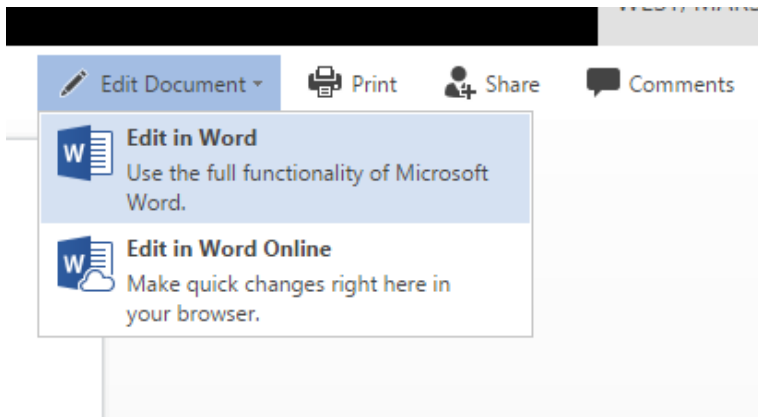 Edit Document Print Share Comments
Edit in Word
Use the full functionality of Microsoft
Word.
Edit in Word Online
Make quick changes right here in
your browser.